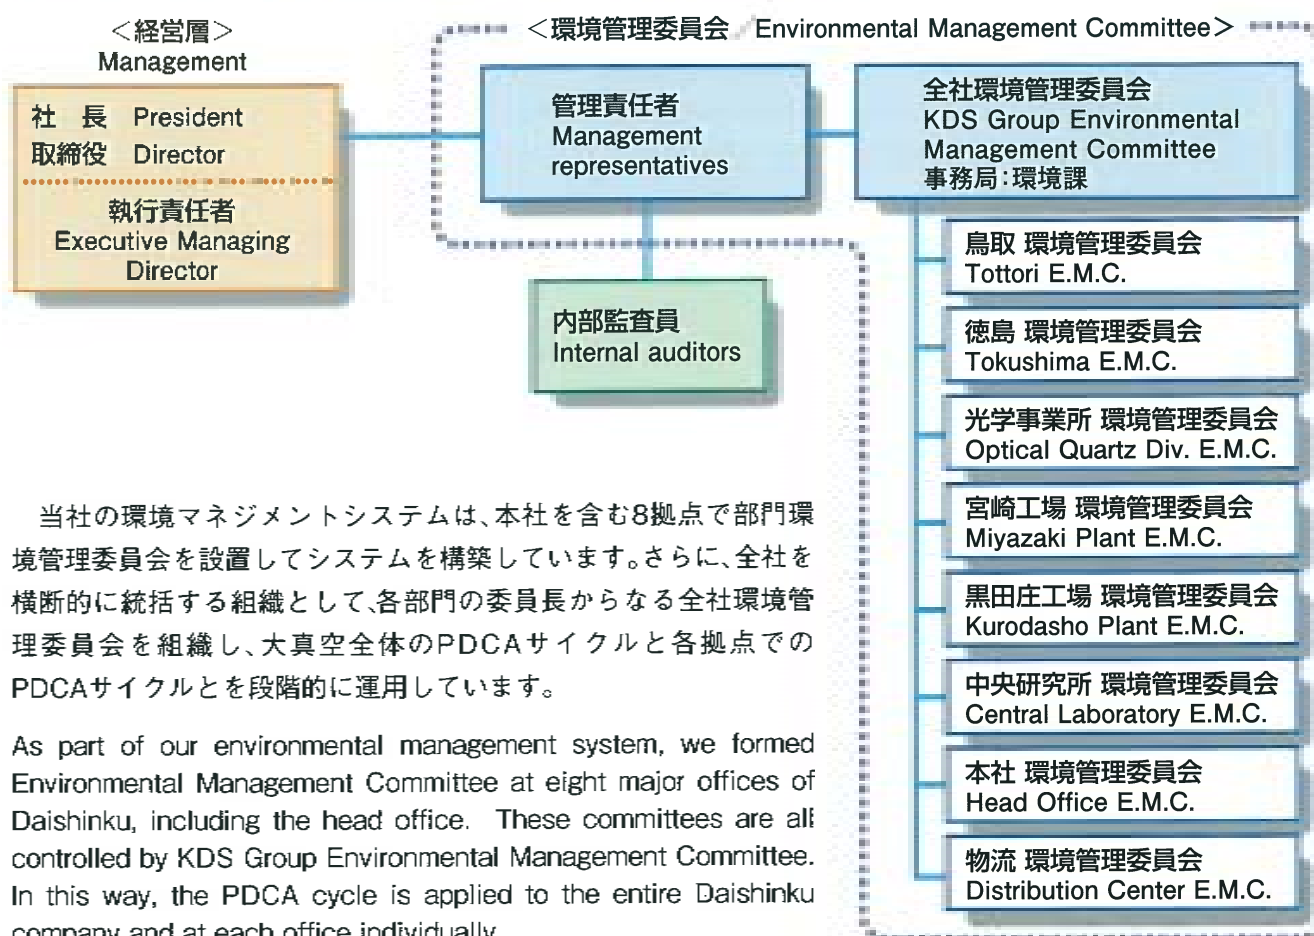 ＜経営層＞
Management
社　長　President
取締役　Director
執行責任者
Executive Managing
Director
＜環境管理委員会／Environmental Management Committee＞
管理責任者
Management
representatives
内部監査員
Internal auditors
全社環境管理委員会
KDS Group Environmental
Management Committee
事務局：環境課
鳥取 環境管理委員会
Tottori E.M.C.
徳島 環境管理委員会
Tokushima E.M.C.
光学事業所 環境管理委員会
Optical Quartz Div. E.M.C.
宮崎工場 環境管理委員会
Miyazaki Plant E.M.C.
黒田庄工場 環境管理委員会
Kurodasho Plant E.M.C.
中央研究所 環境管理委員会
Central Laboratory E.M.C.
本社 環境管理委員会
Head Office E.M.C.
物流 環境管理委員会
Distribution Center E.M.C.
当社の環境マネジメントシステムは、本社を含む8拠点で部門環
境管理委員会を設置してシステムを構築しています。さらに、全社を
横断的に統括する組織として、各部門の委員長からなる全社環境管
理委員会を組織し、大真空全体のPDCAサイクルと各拠点での
PDCAサイクルとを段階的に運用しています。
As part of our environmental management system, we formed
Environmental Management Committee at eight major offices of
Daishinku, including the head office. These committees are all
controlled by KDS Group Environmental Management Committee.
In this way, the PDCA cycle is applied to the entire Daishinku
company and at each office individually.